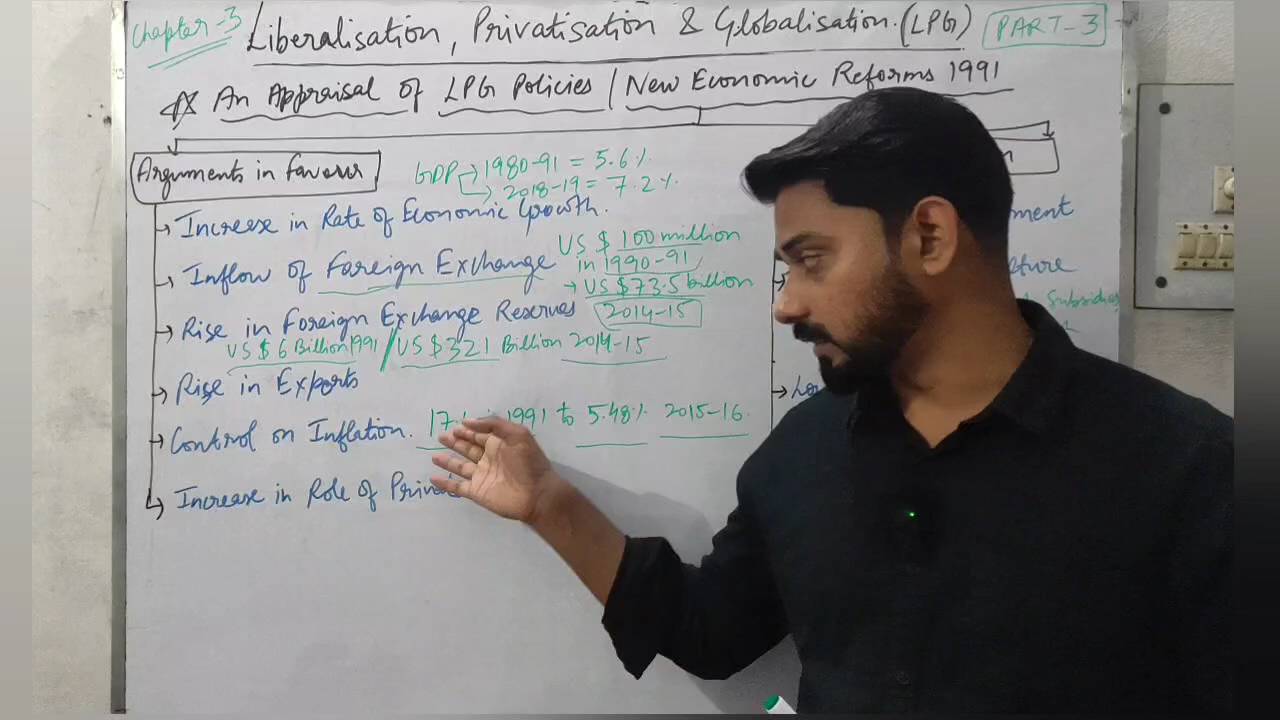 Chapter-3
Liberalisation, Privatisation & Globalisation. (LPG)
PART-3
An Appraisal of LPG Policies / New Economic Reforms 1991
Arguments in favour
GDP → 1980-91 = 5.6%
→ 2018-19 = 7.2%.
→ Increase in Rate of Economic Growth.
→ Inflow of Foreign Exchange
US $ 100 million
in 1990-91
→ US $ 73.5 billion
2014-15
→ Rise in Foreign Exchange Reserves
US $ 6 Billion 1991 / US $ 321 Billion 2014-15
→ Rise in Exports
→ Control on Inflation. 17% 1991 to 5.48% 2015-16
→ Increase in Role of
Subsidies